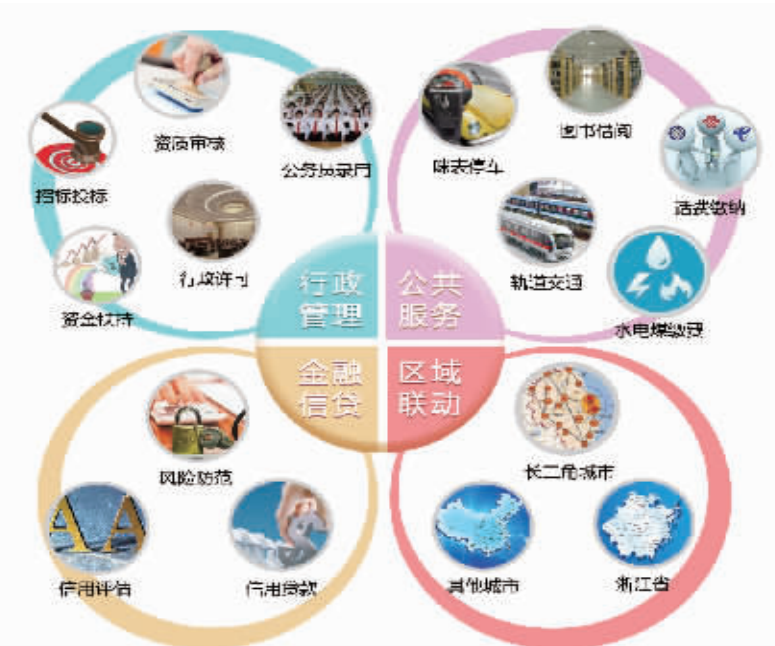 资质审核
公务员录用
招标投标
行政许可
资金扶持
行政
管理
图书借阅
咪表停车
话费缴纳
轨道交通
水电煤缴费
公共
服务
金融
信贷
风险防范
信用评估
信用贷款
区域
联动
长三角城市
其他城市
浙江省